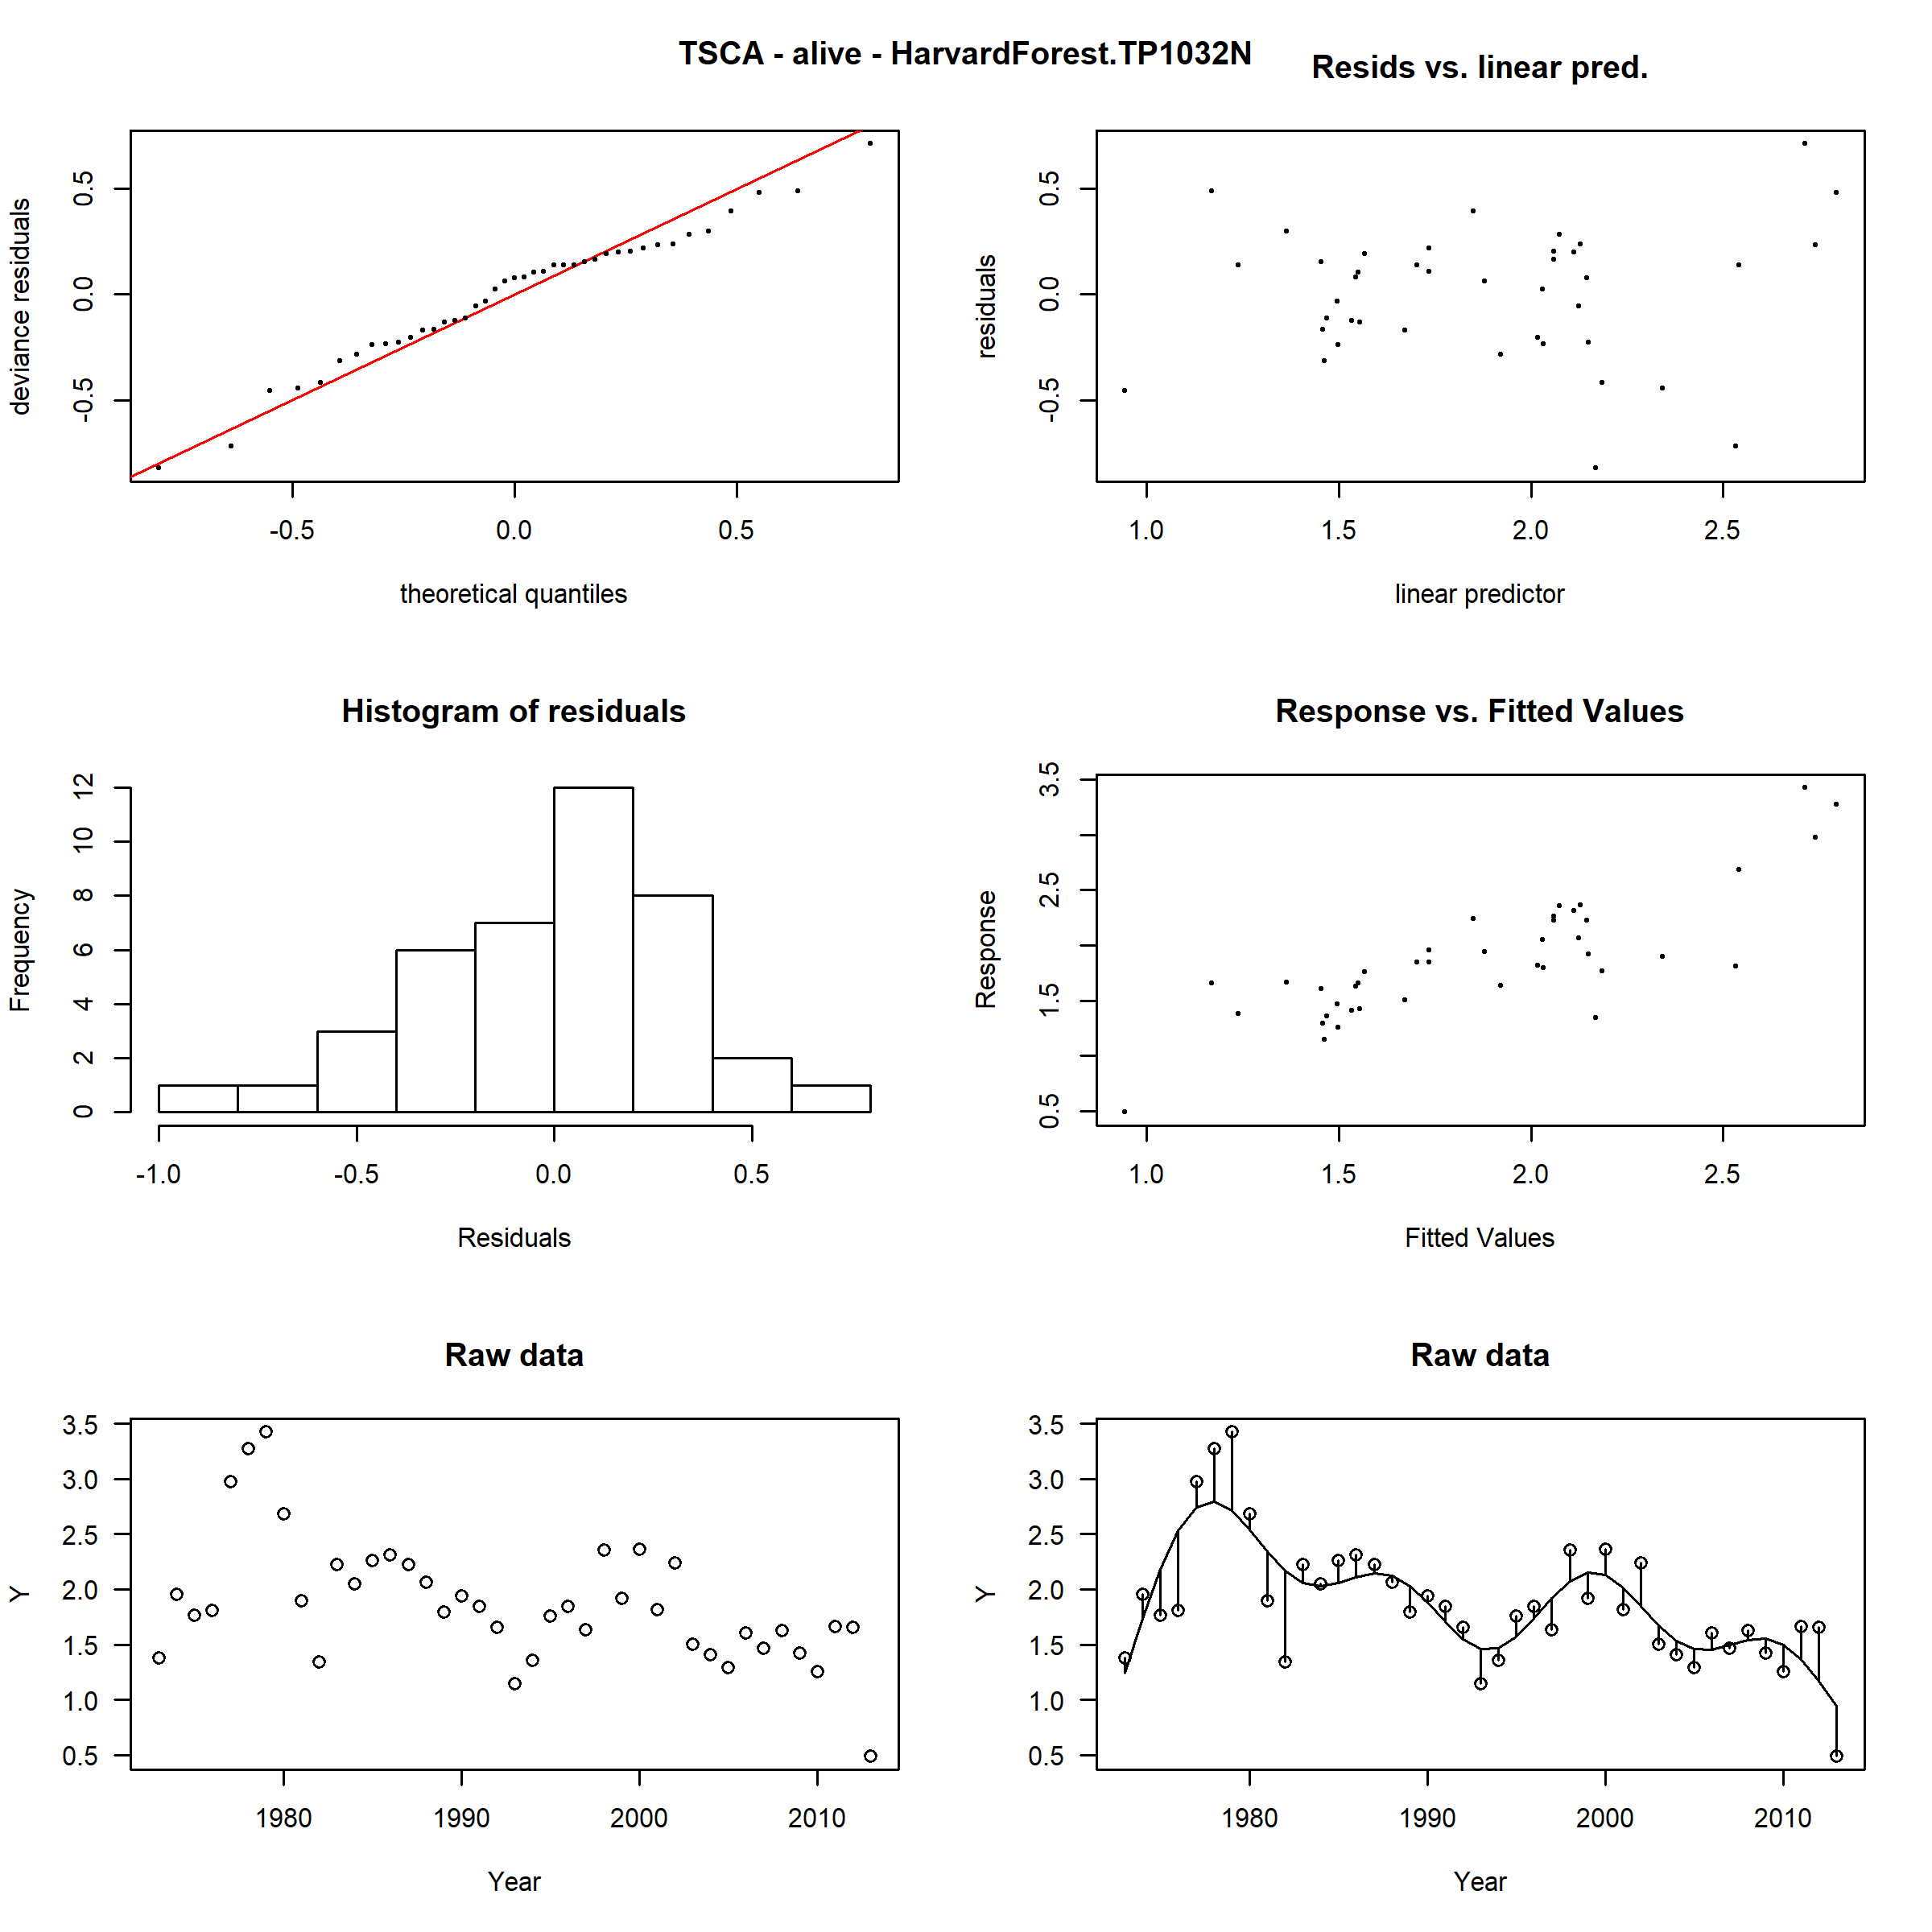 TSCA - alive - HarvardForest.TP1032N
Resids vs. linear pred.
deviance residuals
0.5
0.0
-0.5
-0.5 0.0 0.5
theoretical quantiles
residuals
0.5
0.0
-0.5
1.0 1.5 2.0 2.5
linear predictor
Histogram of residuals
Frequency
12
10
8
6
4
2
0
-1.0 -0.5 0.0 0.5
Residuals
Response vs. Fitted Values
Response
3.5
2.5
1.5
0.5
1.0 1.5 2.0 2.5
Fitted Values
Raw data
Y
3.5
3.0
2.5
2.0
1.5
1.0
0.5
1980 1990 2000 2010
Year
Raw data
Y
3.5
3.0
2.5
2.0
1.5
1.0
0.5
1980 1990 2000 2010
Year